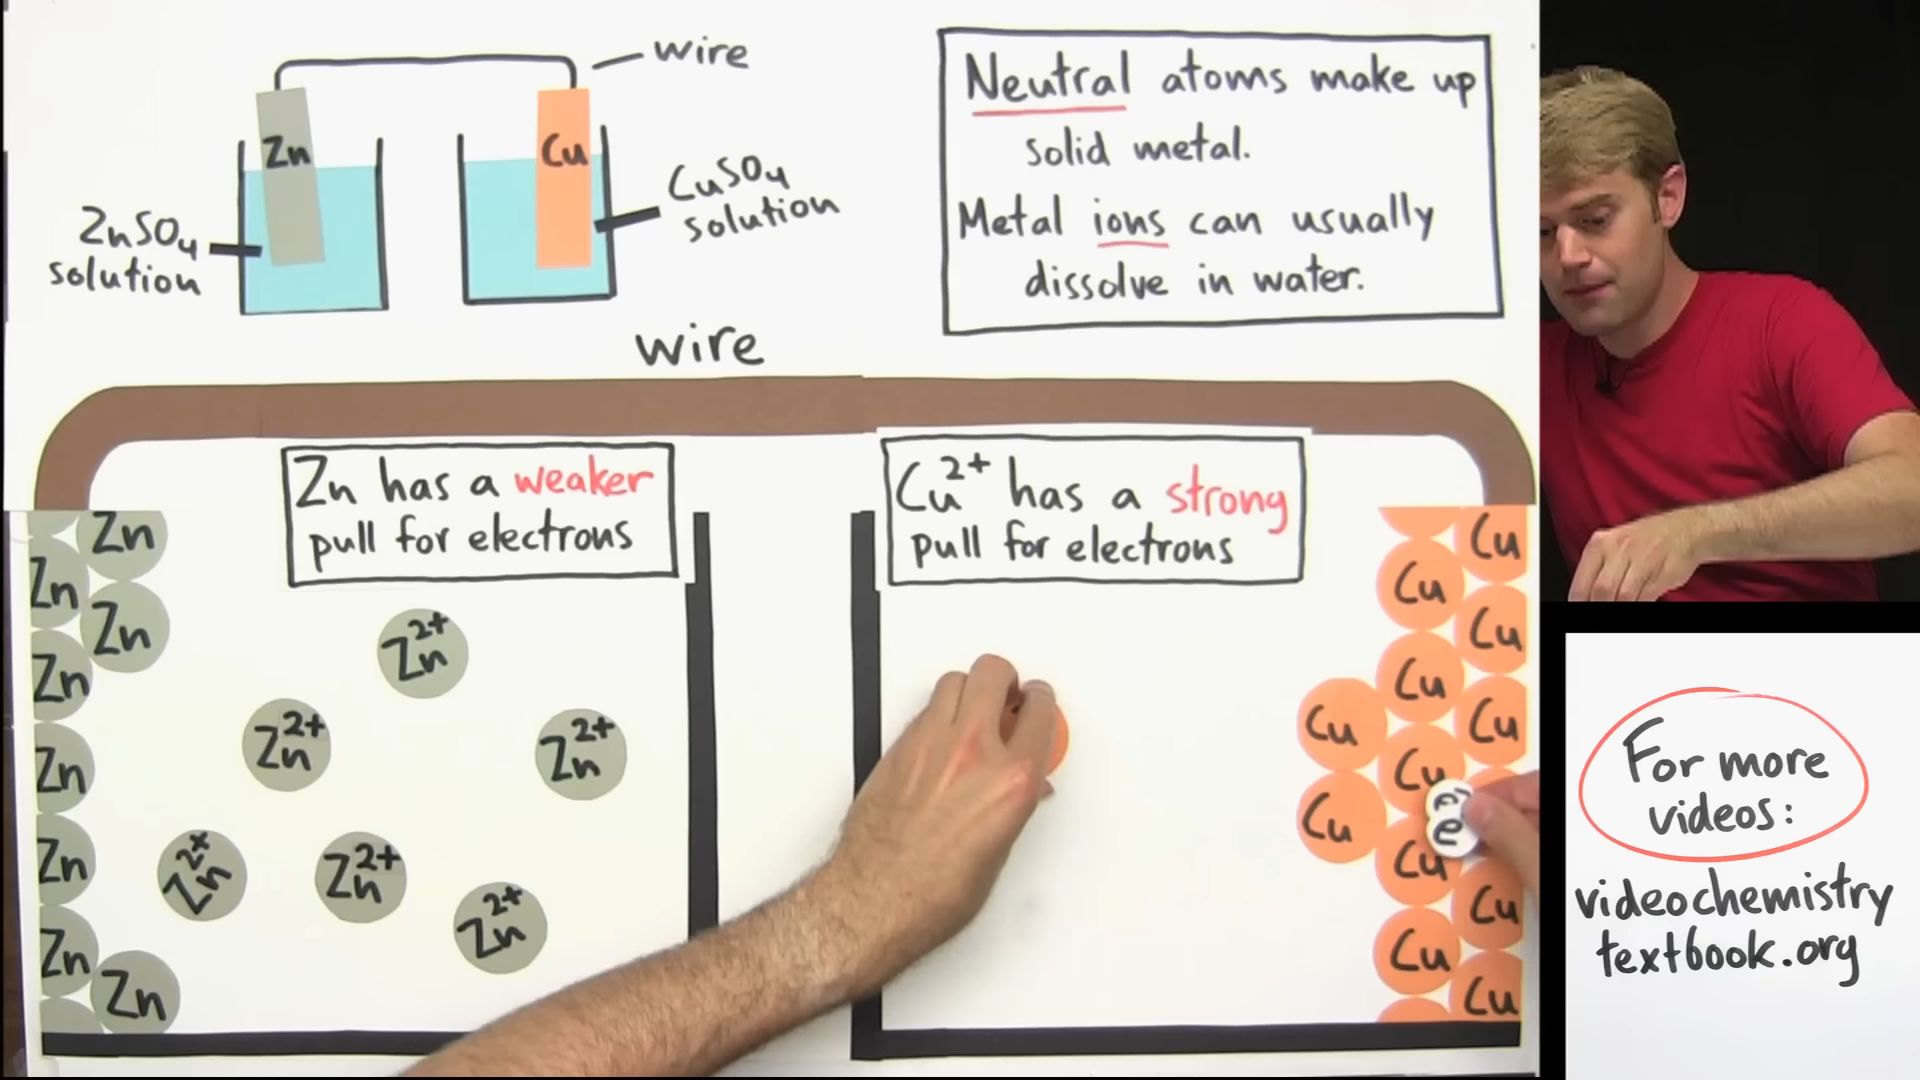 wire
Zn
Cu
ZnSO₄
solution
CuSO₄
solution
Neutral atoms make up
solid metal.
Metal ions can usually
dissolve in water.
wire
Zn has a weaker
pull for electrons
Cu²⁺ has a strong
pull for electrons
Zn
Zn
Zn
Zn
Zn
Zn
Zn
Zn
Zn²⁺
Zn²⁺
Zn²⁺
Zn²⁺
Zn²⁺
Zn²⁺
Cu
Cu
Cu
Cu
Cu
Cu
Cu
Cu
Cu
Cu
Cu
Cu
e
For more
videos:
videochemistry
textbook.org